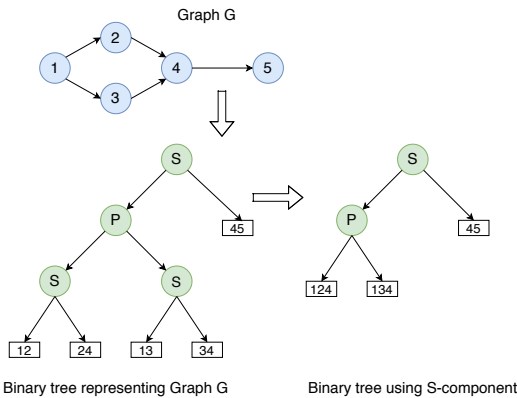 Graph G
2
1
4
5
3
S
S
P
45
P
45
S
S
124
134
12
24
13
34
Binary tree representing Graph G
Binary tree using S-component